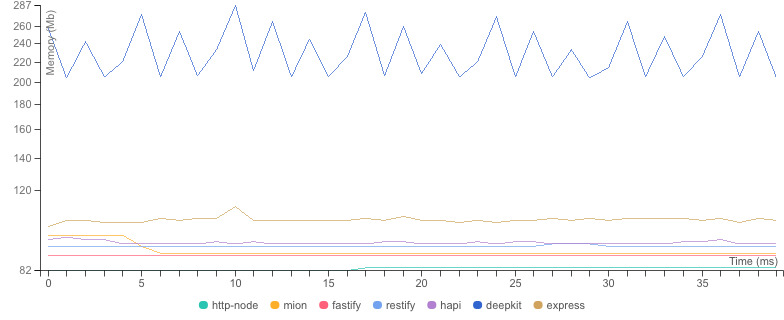 287
260
240
220
200
180
160
140
120
82
Memory (Mb)
Time (ms)
0 5 10 15 20 25 30 35
http-node mion fastify restify hapi deepkit express